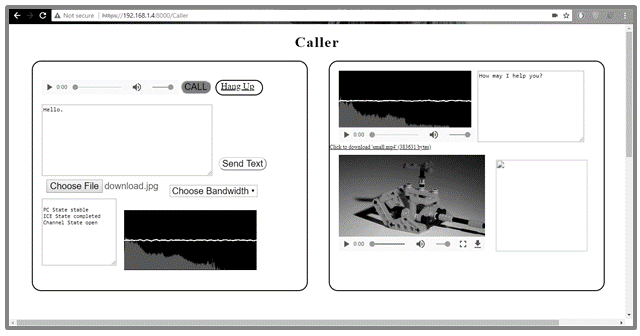 Not secure | https://192.168.1.4:8000/Caller
Caller
0:00
CALL
Hang Up
Hello.
Send Text
Choose File download.jpg
Choose Bandwidth
PC State stable
ICE State completed
Channel State open
How may I help you?
0:00
Click to download 'small.mp4' (383631 bytes)
0:00